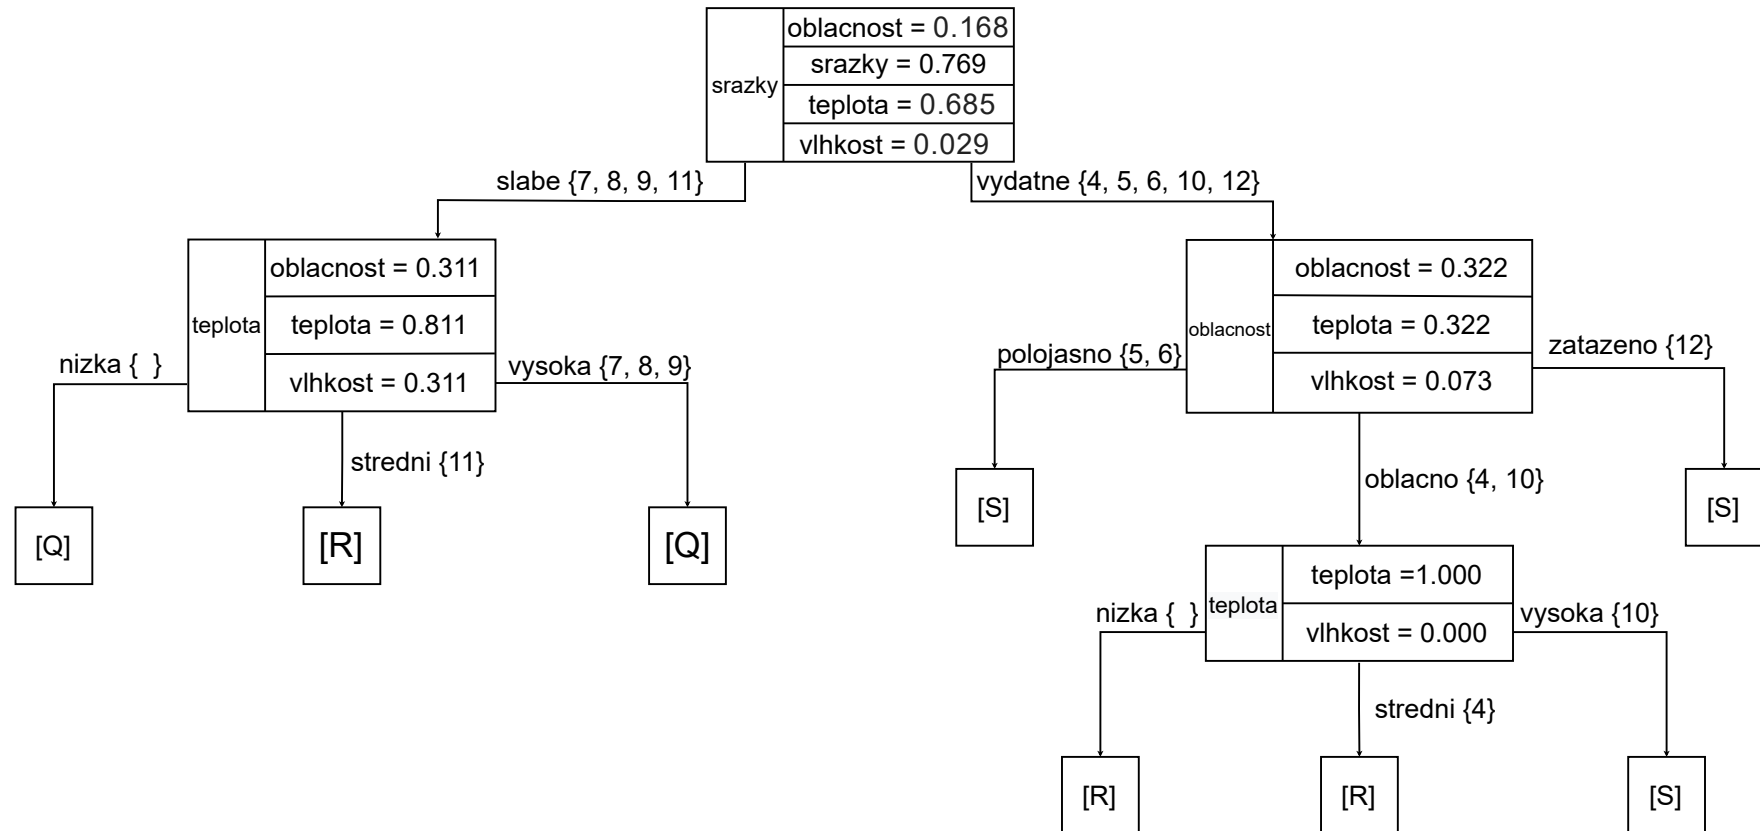 srazky
oblacnost = 0.168
srazky = 0.769
teplota = 0.685
vlhkost = 0.029
slabe {7, 8, 9, 11}
vydatne {4, 5, 6, 10, 12}
teplota
oblacnost = 0.311
teplota = 0.811
vlhkost = 0.311
nizka {  }
stredni {11}
vysoka {7, 8, 9}
[Q]
[R]
[Q]
oblacnost
oblacnost = 0.322
teplota = 0.322
vlhkost = 0.073
polojasno {5, 6}
oblacno {4, 10}
zatazeno {12}
[S]
[S]
teplota
teplota =1.000
vlhkost = 0.000
nizka {  }
stredni {4}
vysoka {10}
[R]
[R]
[S]